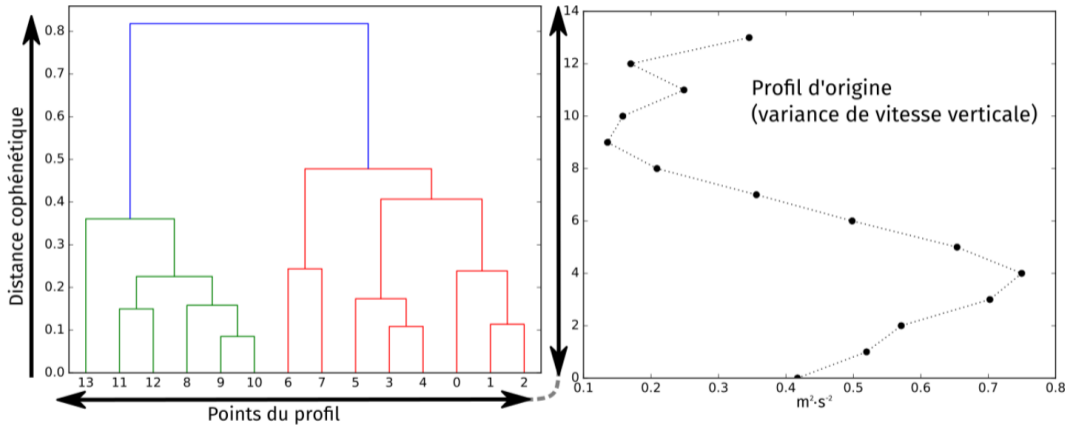 Distance cophénétique
0.8
0.7
0.6
0.5
0.4
0.3
0.2
0.1
0.0
13 11 12 8 9 10 6 7 5 3 4 0 1 2
Points du profil
14
12
10
8
6
4
2
0
Profil d'origine
(variance de vitesse verticale)
0.1 0.2 0.3 0.4 0.5 0.6 0.7 0.8
m²·s⁻²